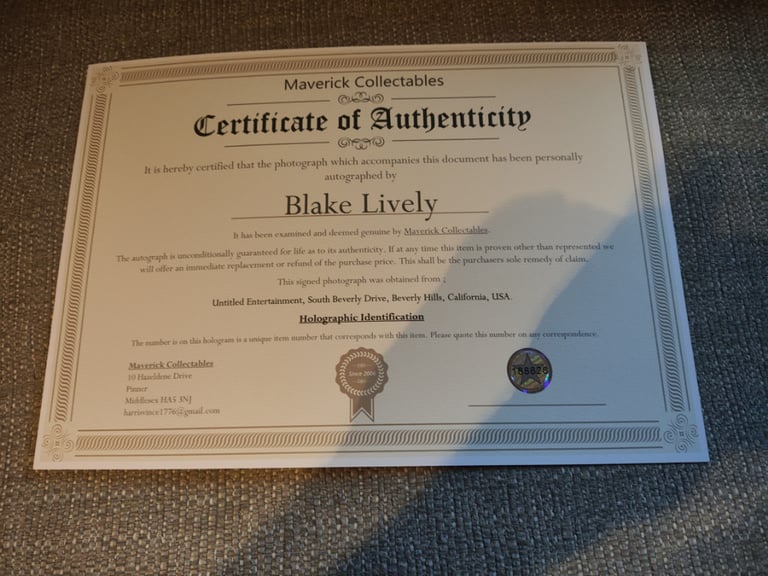 Maverick Collectables
Certificate of Authenticity
It is hereby certified that the photograph which accompanies this document has been personally
autographed by
Blake Lively
It has been examined and deemed genuine by Maverick Collectables.
The autograph is unconditionally guaranteed for life as to its authenticity. If at any time this item is proven other than represented we
will offer an immediate replacement or refund of the purchase price. This shall be the purchasers sole remedy of claim.
This signed photograph was obtained from ;
Untitled Entertainment, South Beverly Drive, Beverly Hills, California, USA.
Holographic Identification
The number is on this hologram is a unique item number that corresponds with this item. Please quote this number on any correspondence.
Maverick Collectables
10 Hazeldene Drive
Pinner
Middlesex HA5 3NJ
harrisvince1776@gmail.com
Since 2006